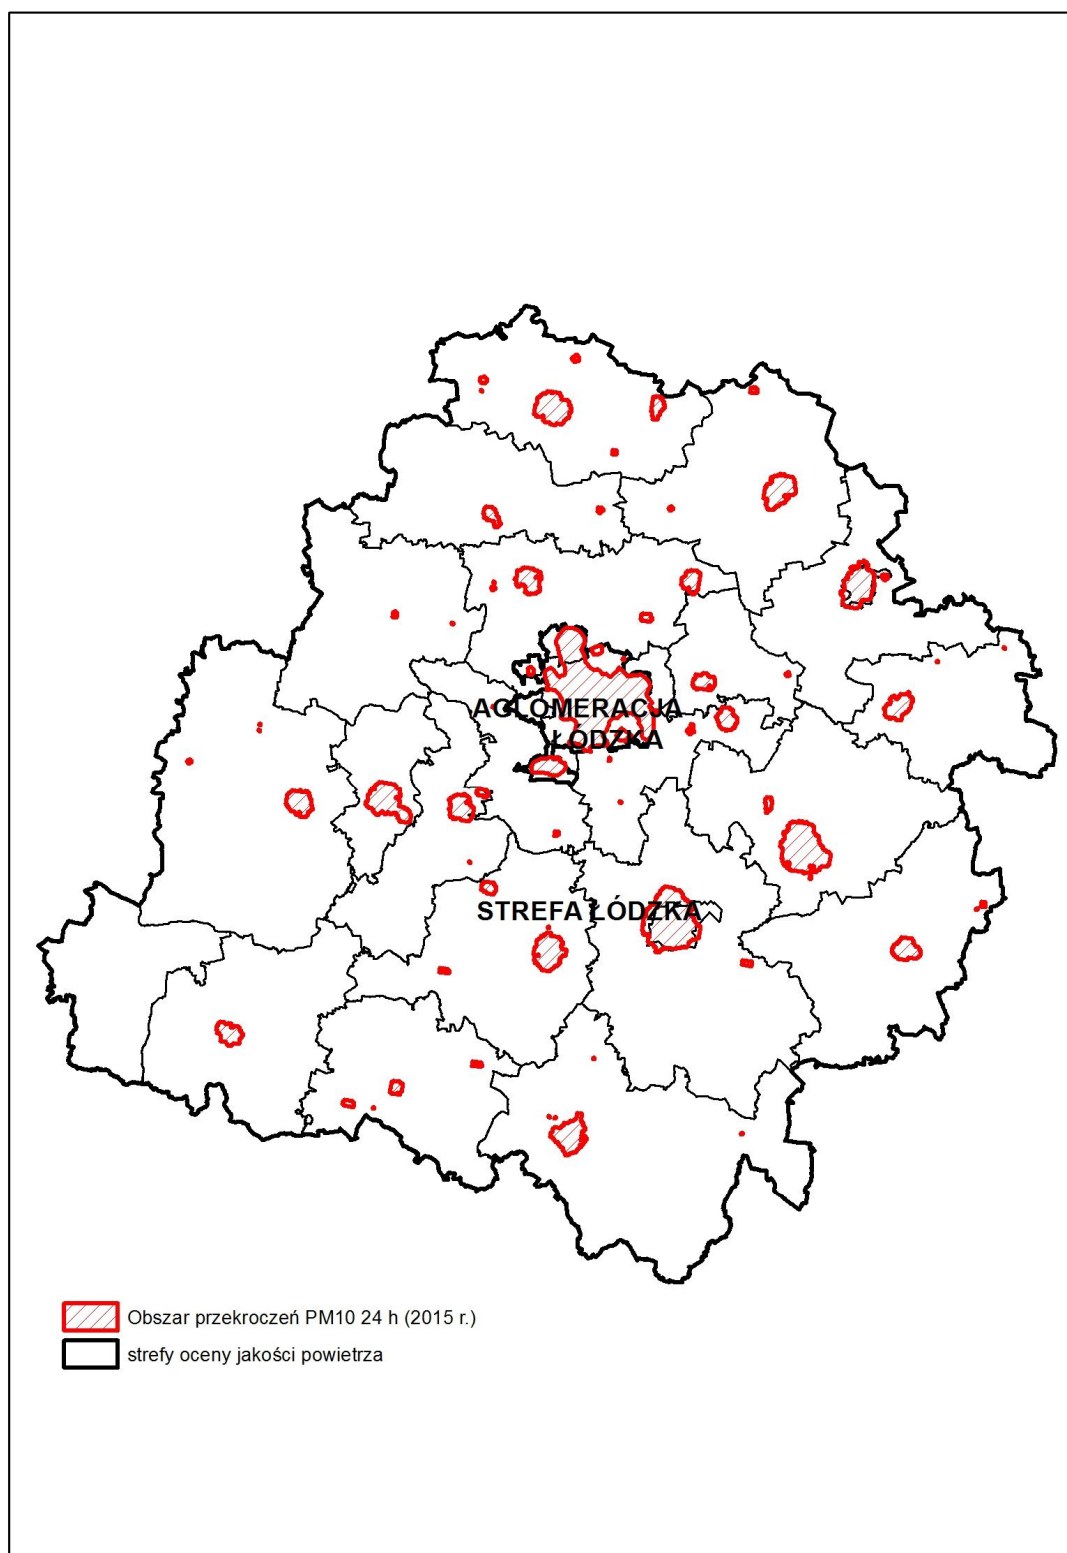 AGLOMERACJA
ŁÓDZKA
STREFA ŁÓDZKA
Obszar przekroczeń PM10 24 h (2015 r.)
strefy oceny jakości powietrza